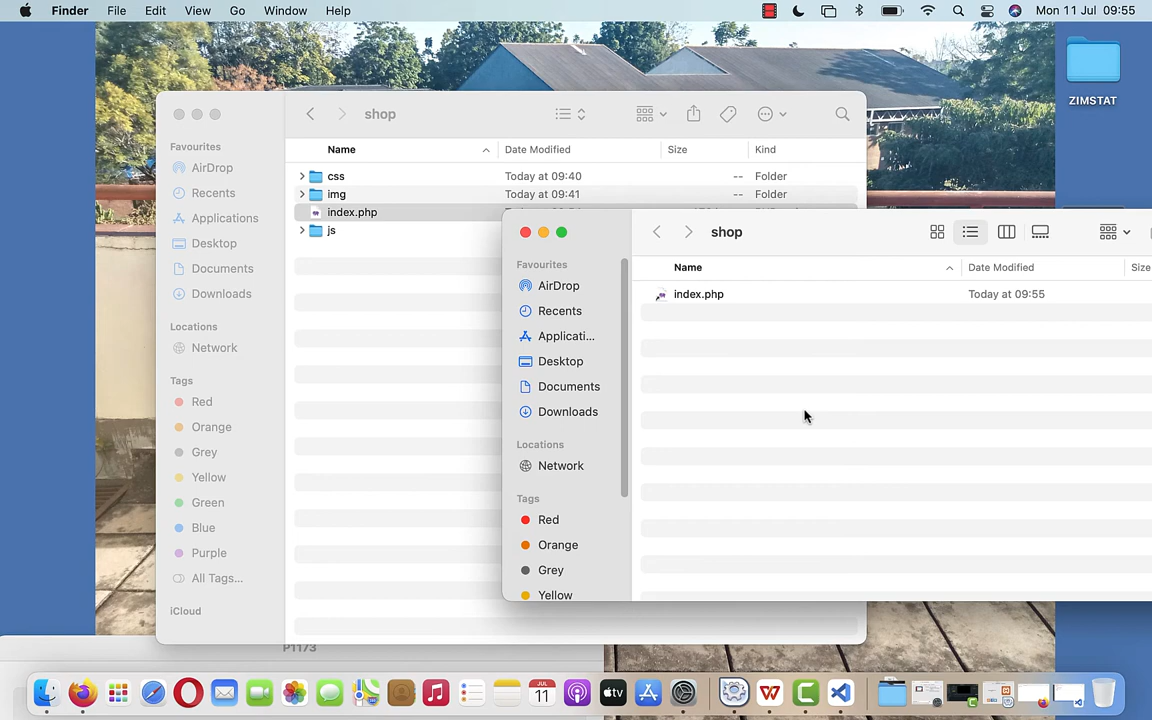 Finder File Edit View Go Window Help Mon 11 Jul 09:55
ZIMSTAT
shop
Favourites
AirDrop
Recents
Applications
Desktop
Documents
Downloads
Locations
Network
Tags
Red
Orange
Grey
Yellow
Green
Blue
Purple
All Tags...
iCloud
Name Date Modified Size Kind
css Today at 09:40 -- Folder
img Today at 09:41 -- Folder
index.php
js
shop
Favourites
AirDrop
Recents
Applicati...
Desktop
Documents
Downloads
Locations
Network
Tags
Red
Orange
Grey
Yellow
Name Date Modified Size
index.php Today at 09:55
P1173
JUL
11
tv